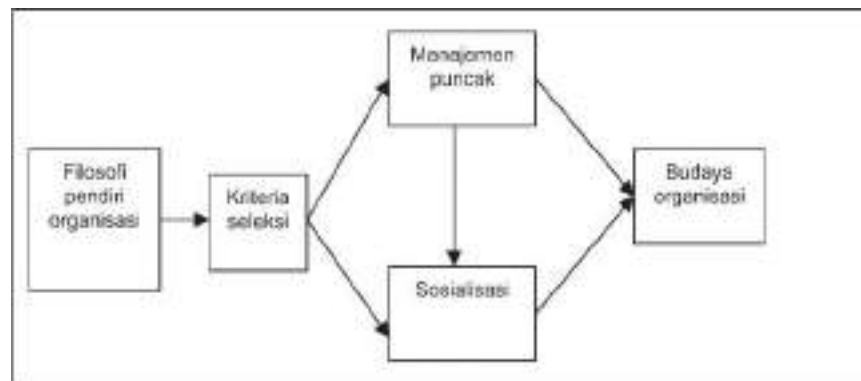 Manajemen
puncak
Filosofi
pendiri
organisasi
Kriteria
seleksi
Budaya
organisasi
Sosialisasi